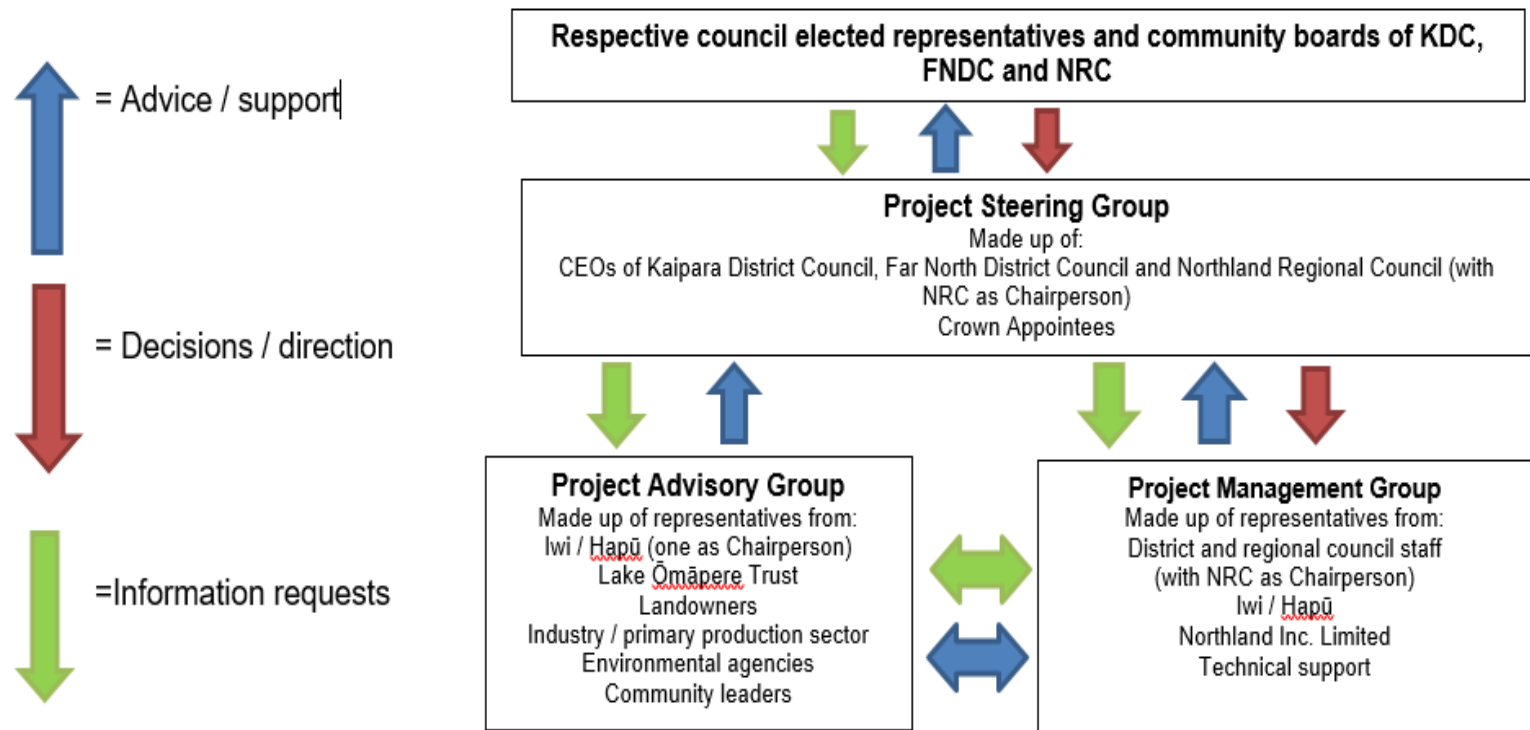 = Advice / support
= Decisions / direction
=Information requests
Respective council elected representatives and community boards of KDC,
FNDC and NRC
Project Steering Group
Made up of:
CEOs of Kaipara District Council, Far North District Council and Northland Regional Council (with
NRC as Chairperson)
Crown Appointees
Project Advisory Group
Made up of representatives from:
Iwi / Hapū (one as Chairperson)
Lake Ōmāpere Trust
Landowners
Industry / primary production sector
Environmental agencies
Community leaders
Project Management Group
Made up of representatives from:
District and regional council staff
(with NRC as Chairperson)
Iwi / Hapū
Northland Inc. Limited
Technical support